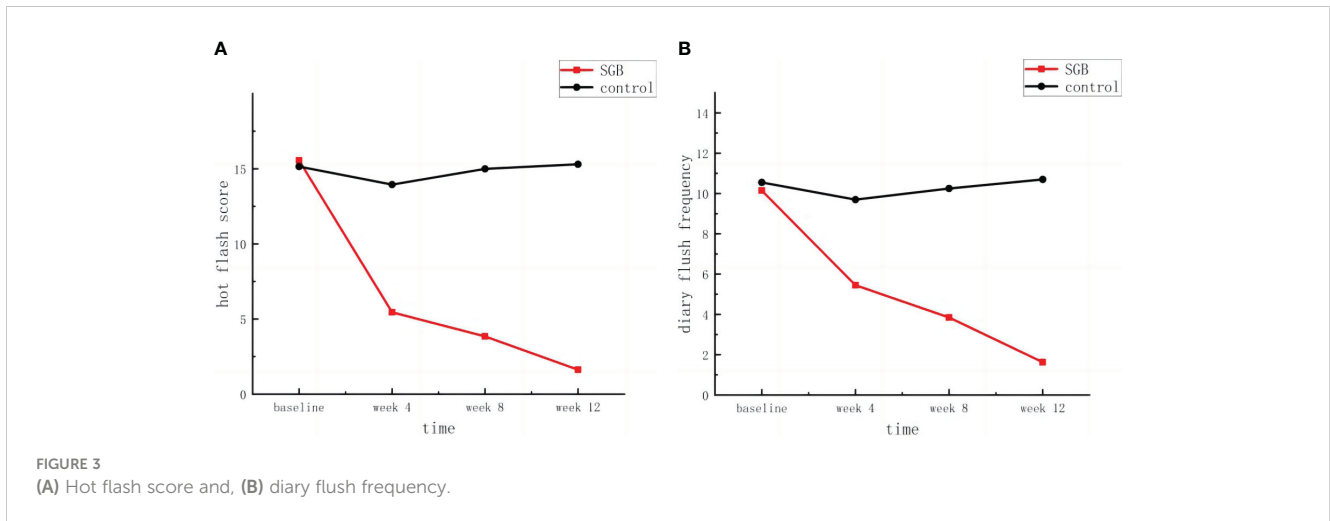 A
SGB
control
hot flash score
15
10
5
0
baseline week 4 week 8 week 12
time
B
SGB
control
diary flush frequency
14
12
10
8
6
4
2
0
baseline week 4 week 8 week 12
time
FIGURE 3
(A) Hot flash score and, (B) diary flush frequency.